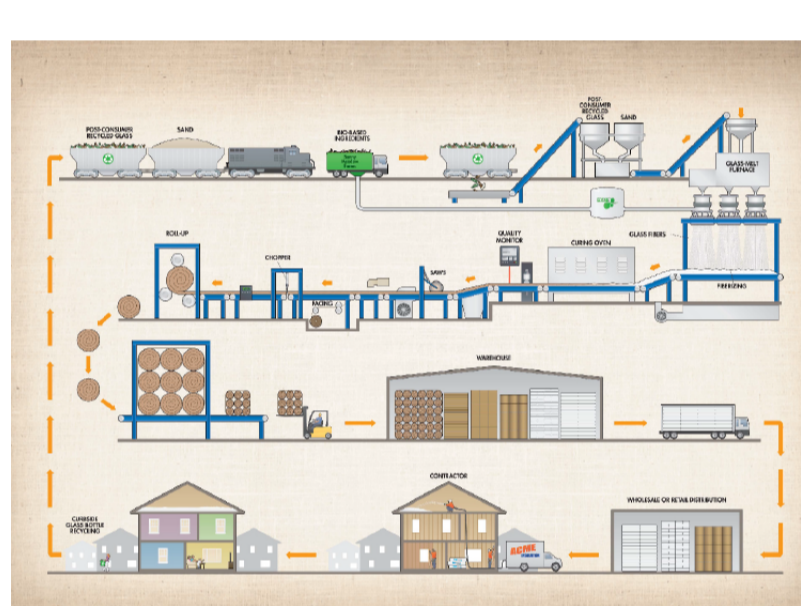 POST-CONSUMER
RECYCLED GLASS
SAND
BIO-BASED
INGREDIENTS
POST-
CONSUMER
RECYCLED
GLASS
SAND
GLASS-MELT
FURNACE
ROLL-UP
CHOPPER
FACING
SAWS
QUALITY
MONITOR
CURING OVEN
GLASS FIBERS
FIBERIZING
WAREHOUSE
CURBSIDE
GLASS BOTTLE
RECYCLING
CONTRACTOR
ACME
WHOLESALE OR RETAIL DISTRIBUTION